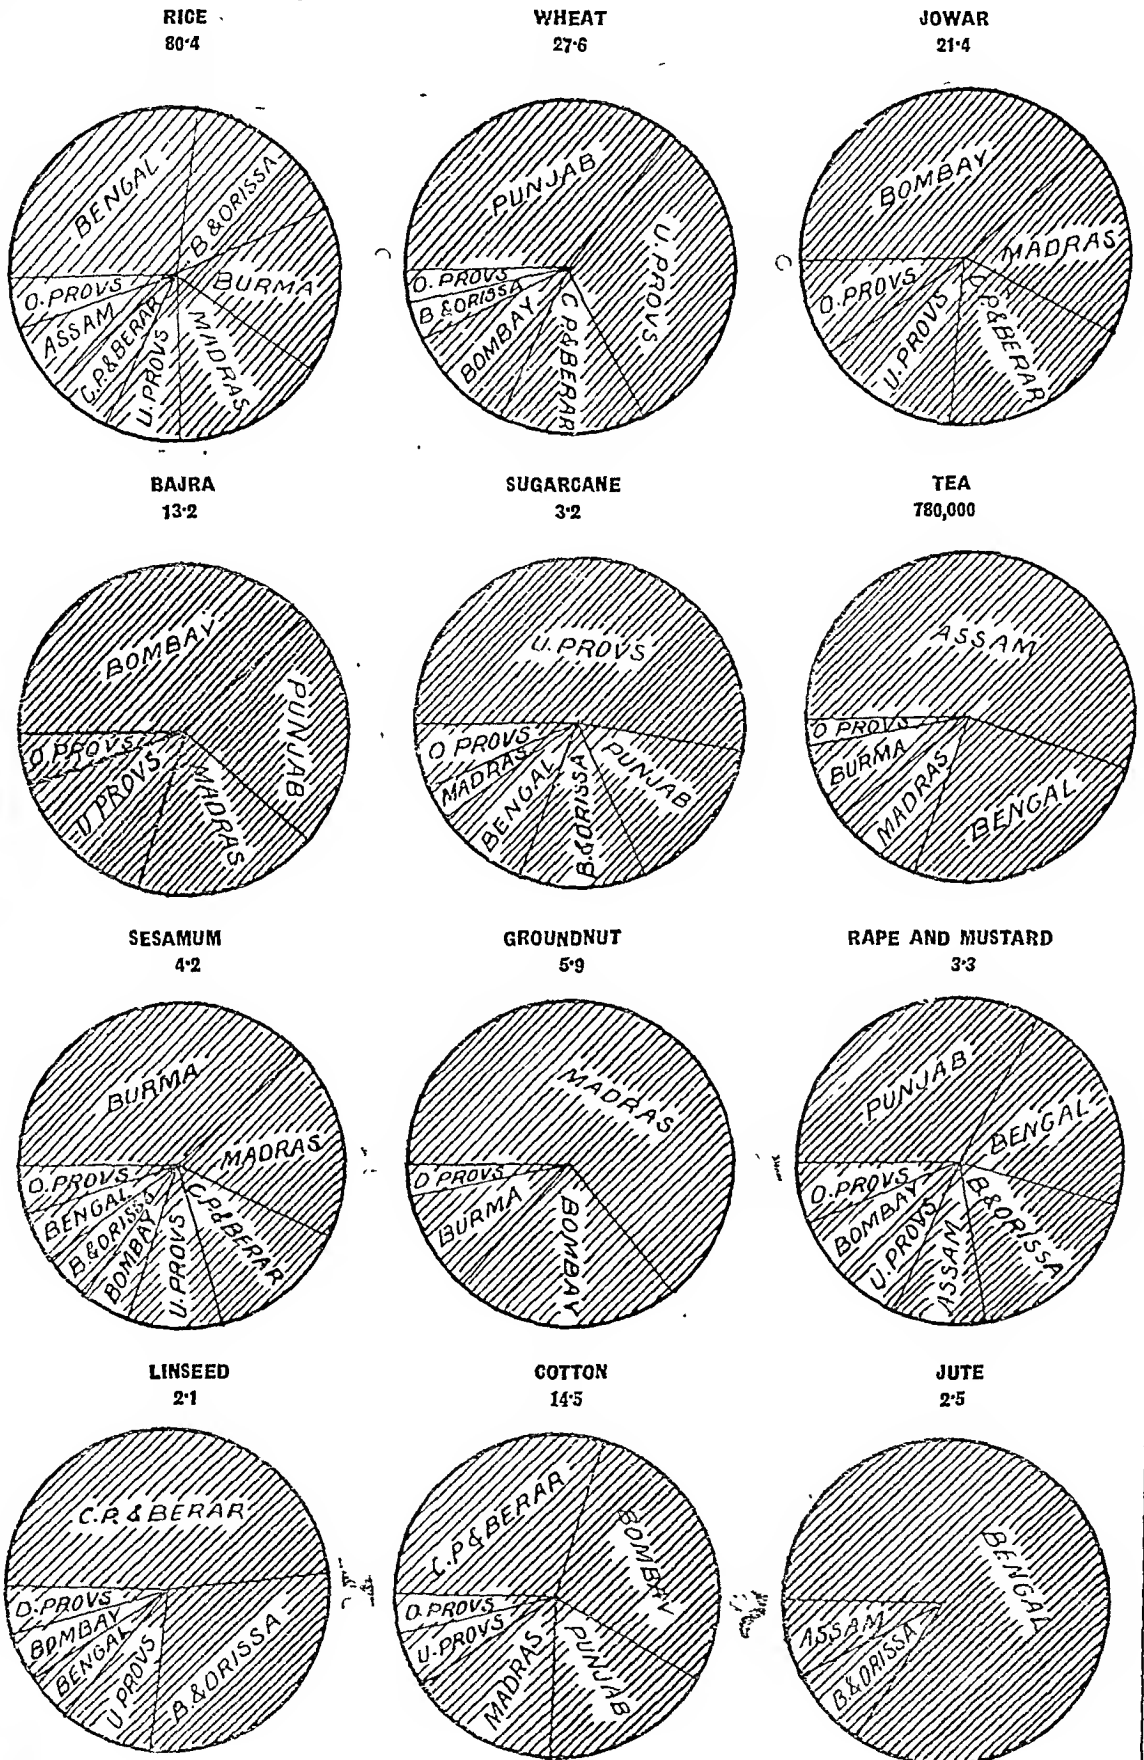 RICE
80·4
BENGAL
B & ORISSA
BURMA
MADRAS
U. PROVS
C.P. & BERAR
ASSAM
O. PROVS
WHEAT
27·6
PUNJAB
U. PROVS
C. P. & BERAR
BOMBAY
B & ORISSA
O. PROVS
JOWAR
21·4
BOMBAY
MADRAS
C. P. & BERAR
U. PROVS
O. PROVS
BAJRA
13·2
BOMBAY
PUNJAB
MADRAS
U PROVS
O PROVS
SUGARCANE
3·2
U. PROVS
PUNJAB
B. & ORISSA
BENGAL
MADRAS
O PROVS
TEA
780,000
ASSAM
BENGAL
MADRAS
BURMA
O PROVS
SESAMUM
4·2
BURMA
MADRAS
C.P. & BERAR
U. PROVS
BOMBAY
B. & ORISSA
BENGAL
O. PROVS
GROUNDNUT
5·9
MADRAS
BOMBAY
BURMA
O PROVS
RAPE AND MUSTARD
3·3
PUNJAB
BENGAL
B & ORISSA
ASSAM
U. PROVS
BOMBAY
O. PROVS
LINSEED
2·1
C.P. & BERAR
B. & ORISSA
U PROVS
BENGAL
BOMBAY
O. PROVS
COTTON
14·5
C. P & BERAR
BOMBAY
PUNJAB
MADRAS
U. PROVS
O. PROVS
JUTE
2·5
BENGAL
B. & ORISSA
ASSAM